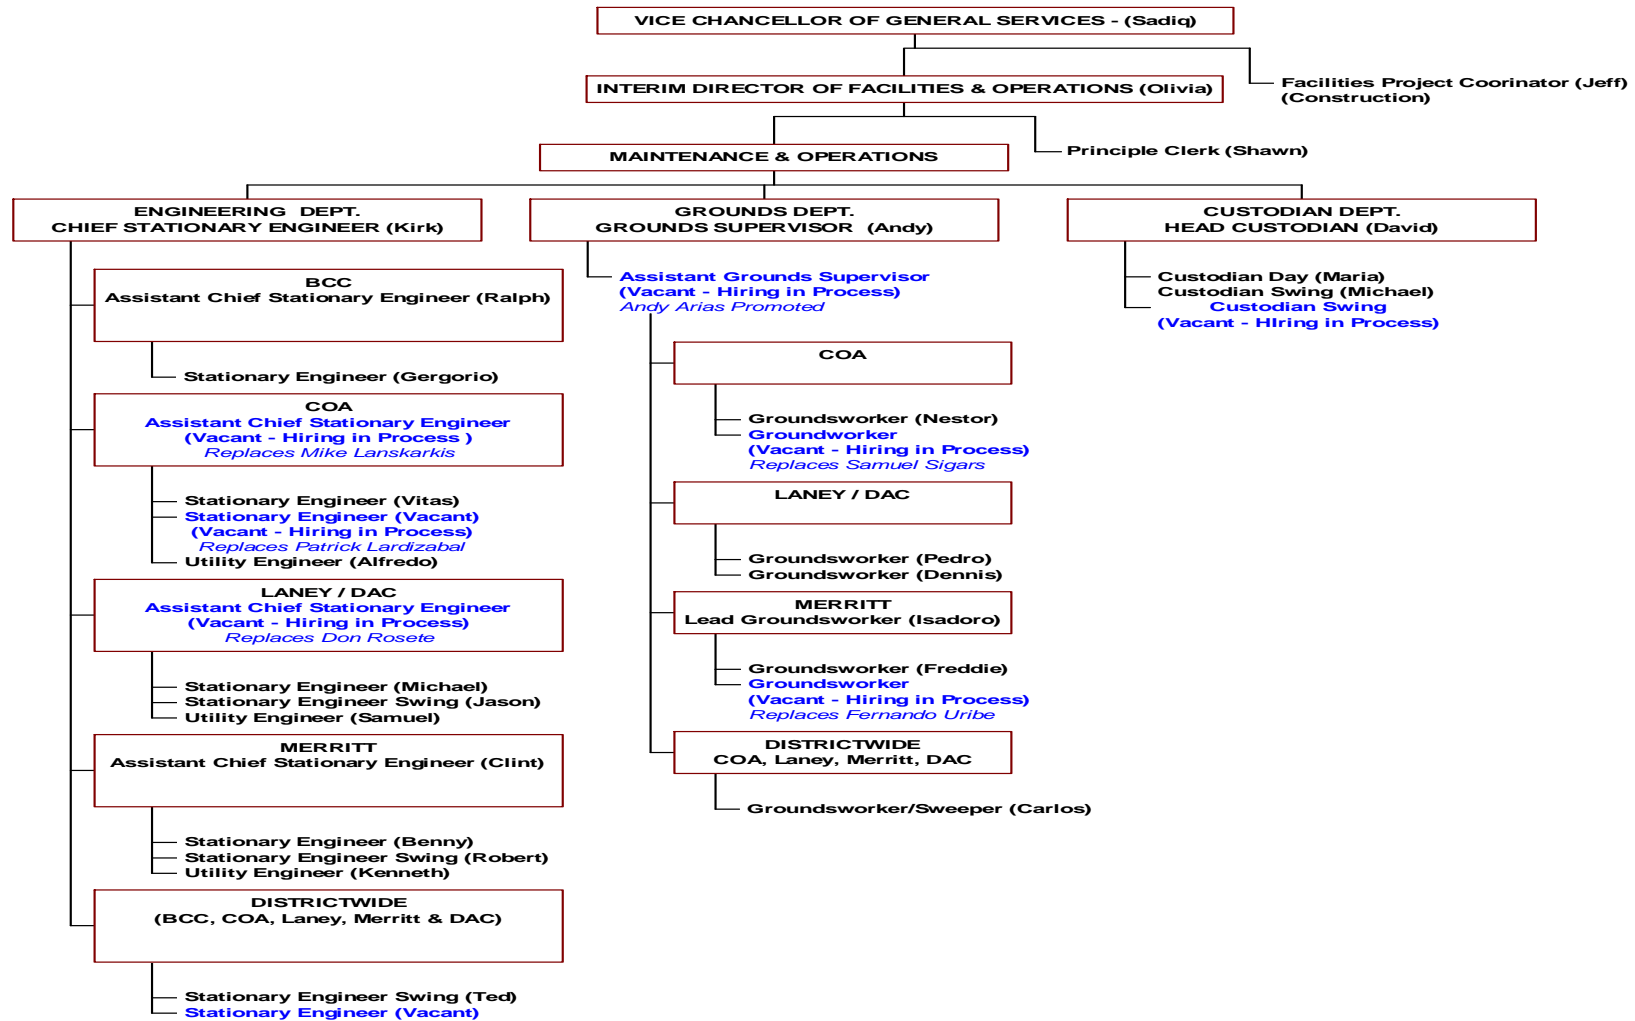 VICE CHANCELLOR OF GENERAL SERVICES - (Sadiq)
Facilities Project Coorinator (Jeff)
(Construction)
INTERIM DIRECTOR OF FACILITIES & OPERATIONS (Olivia)
Principle Clerk (Shawn)
MAINTENANCE & OPERATIONS
ENGINEERING DEPT.
CHIEF STATIONARY ENGINEER (Kirk)
BCC
Assistant Chief Stationary Engineer (Ralph)
Stationary Engineer (Gergorio)
COA
Assistant Chief Stationary Engineer
(Vacant - Hiring in Process )
Replaces Mike Lanskarkis
Stationary Engineer (Vitas)
Stationary Engineer (Vacant)
(Vacant - Hiring in Process)
Replaces Patrick Lardizabal
Utility Engineer (Alfredo)
LANEY / DAC
Assistant Chief Stationary Engineer
(Vacant - Hiring in Process)
Replaces Don Rosete
Stationary Engineer (Michael)
Stationary Engineer Swing (Jason)
Utility Engineer (Samuel)
MERRITT
Assistant Chief Stationary Engineer (Clint)
Stationary Engineer (Benny)
Stationary Engineer Swing (Robert)
Utility Engineer (Kenneth)
DISTRICTWIDE
(BCC, COA, Laney, Merritt & DAC)
Stationary Engineer Swing (Ted)
Stationary Engineer (Vacant)
GROUNDS DEPT.
GROUNDS SUPERVISOR (Andy)
Assistant Grounds Supervisor
(Vacant - Hiring in Process)
Andy Arias Promoted
COA
Groundsworker (Nestor)
Groundworker
(Vacant - Hiring in Process)
Replaces Samuel Sigars
LANEY / DAC
Groundsworker (Pedro)
Groundsworker (Dennis)
MERRITT
Lead Groundsworker (Isadoro)
Groundsworker (Freddie)
Groundsworker
(Vacant - Hiring in Process)
Replaces Fernando Uribe
DISTRICTWIDE
COA, Laney, Merritt, DAC
Groundsworker/Sweeper (Carlos)
CUSTODIAN DEPT.
HEAD CUSTODIAN (David)
Custodian Day (Maria)
Custodian Swing (Michael)
Custodian Swing
(Vacant - HIring in Process)